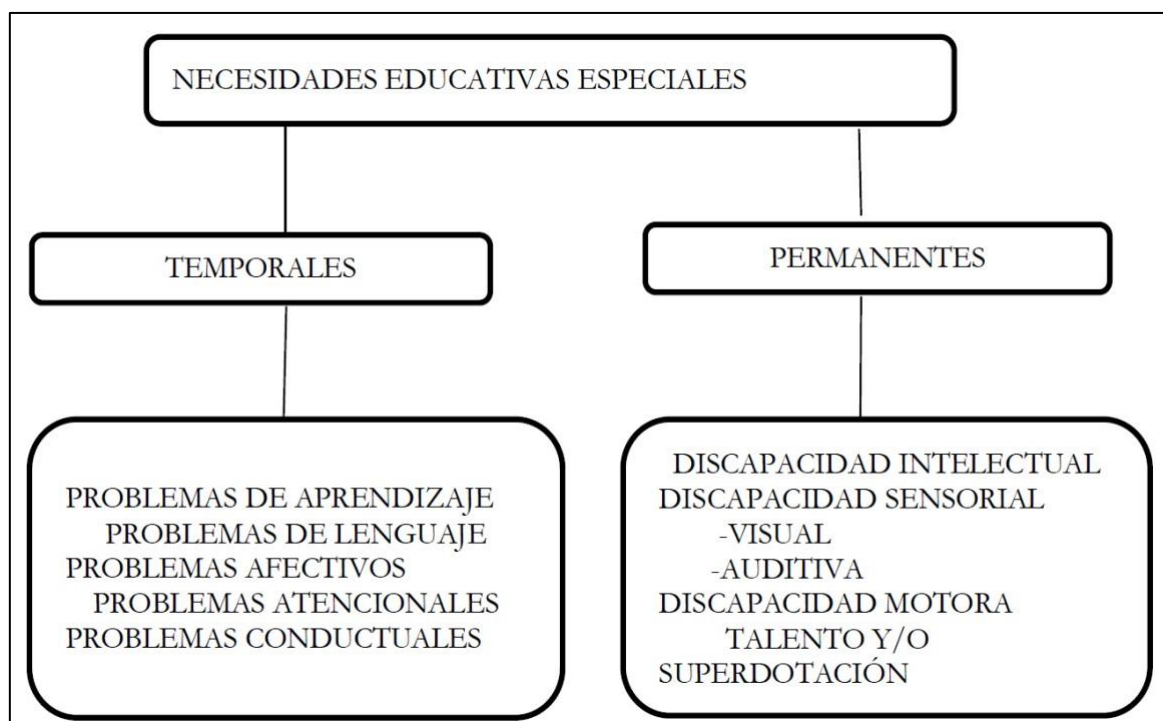 NECESIDADES EDUCATIVAS ESPECIALES
TEMPORALES
PERMANENTES
PROBLEMAS DE APRENDIZAJE
PROBLEMAS DE LENGUAJE
PROBLEMAS AFECTIVOS
PROBLEMAS ATENCIONALES
PROBLEMAS CONDUCTUALES
DISCAPACIDAD INTELECTUAL
DISCAPACIDAD SENSORIAL
-VISUAL
-AUDITIVA
DISCAPACIDAD MOTORA
TALENTO Y/O
SUPERDOTACIÓN